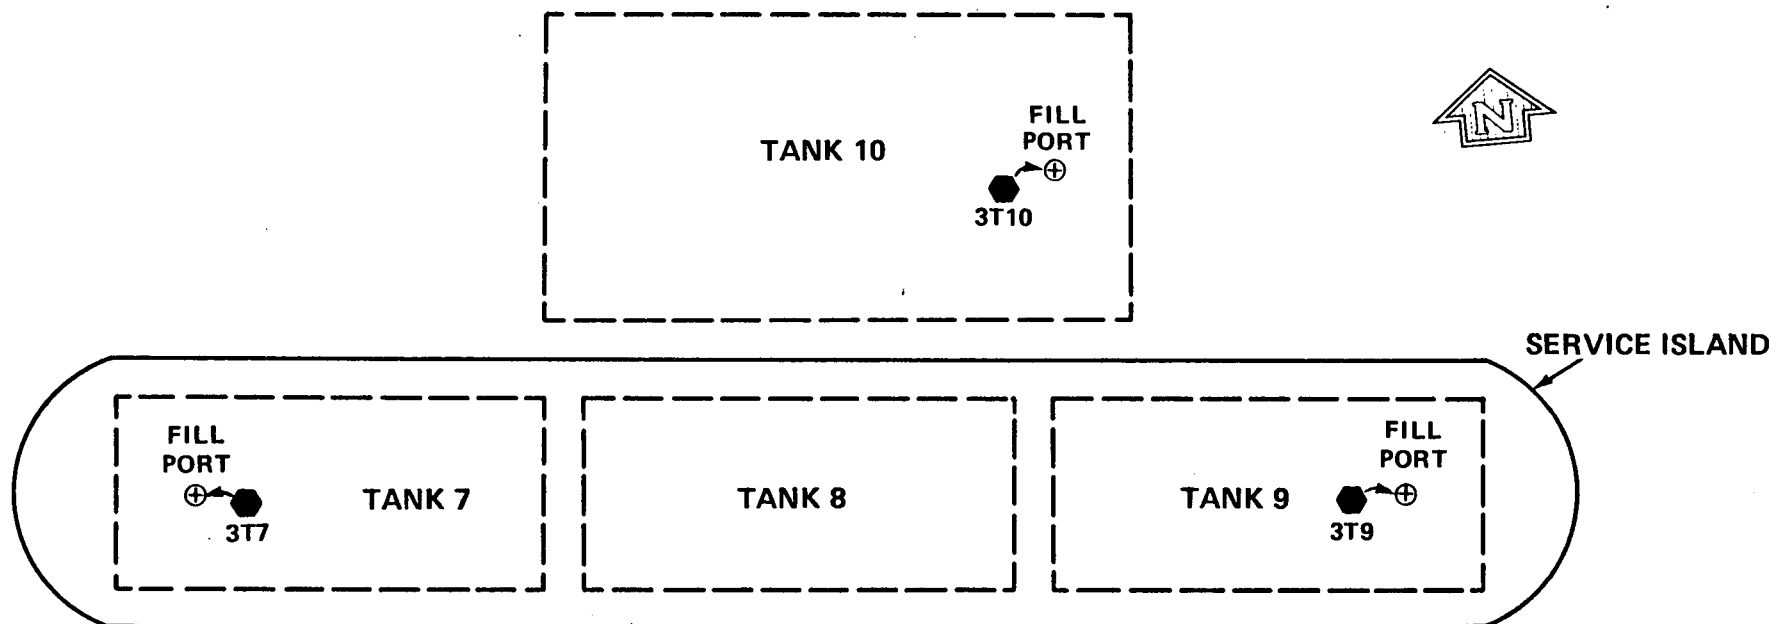 TANK 10
FILL
PORT
3T10
N
SERVICE ISLAND
FILL
PORT
3T7
TANK 7
TANK 8
TANK 9
FILL
PORT
3T9